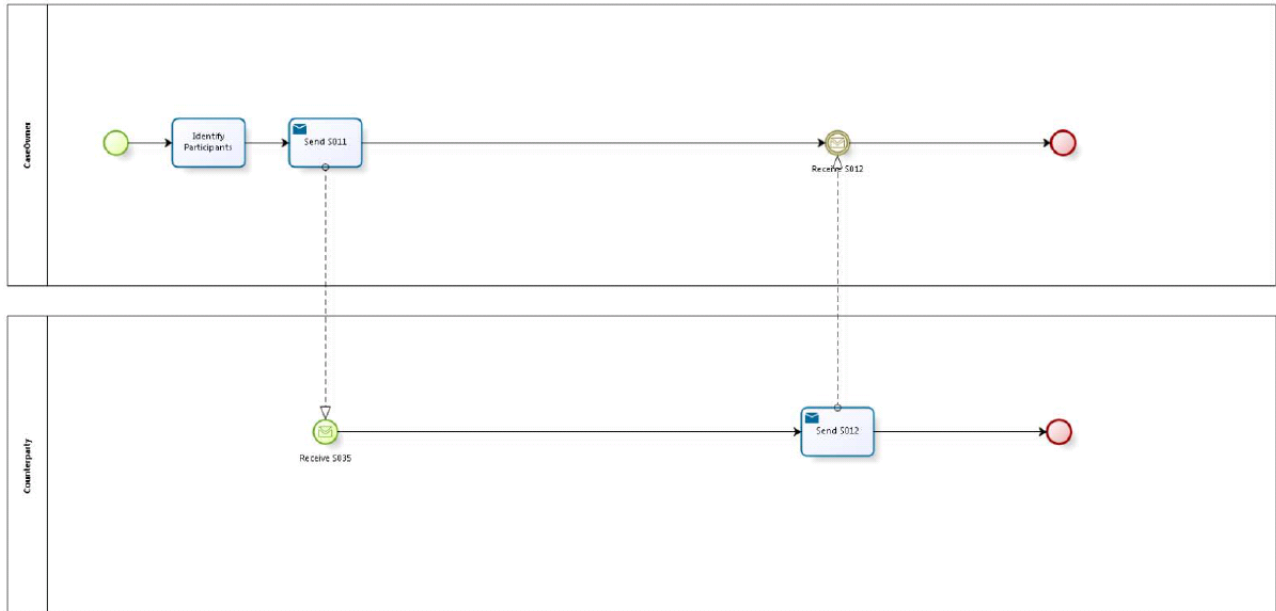 CaseOwner
Identify
Participants
Send S011
Receive S012
Counterparty
Receive S035
Send S012